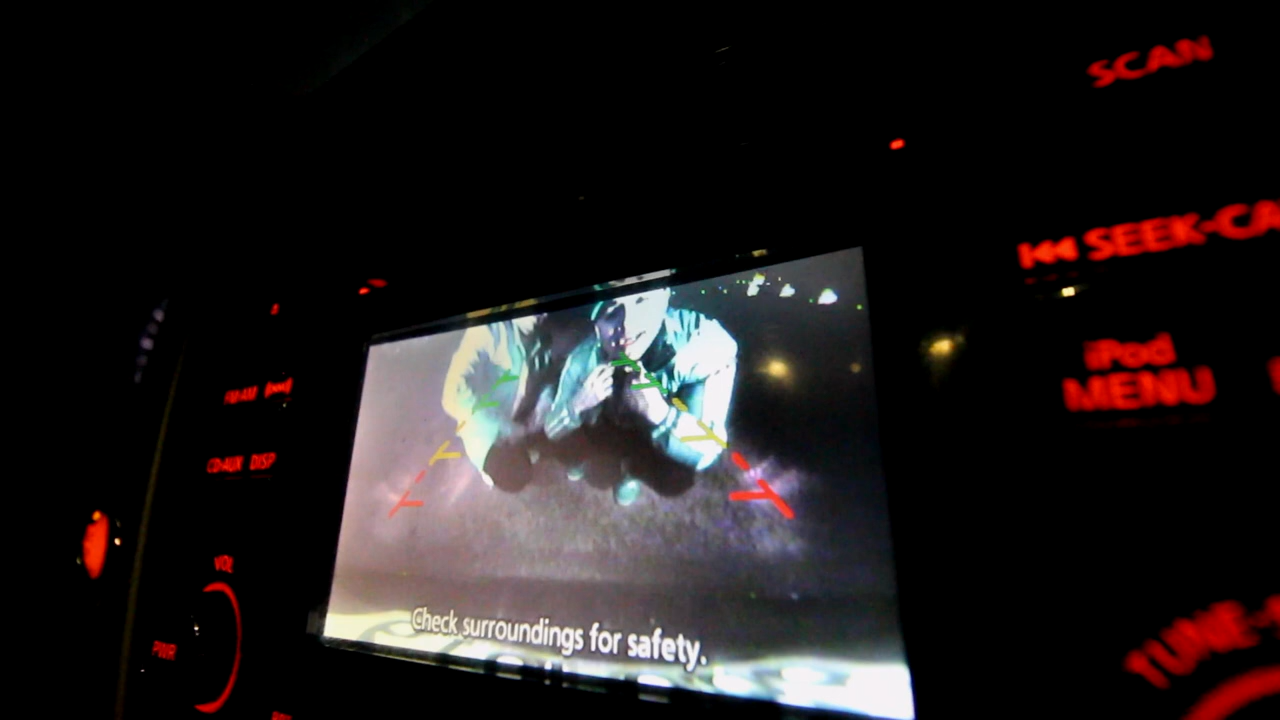 SCAN
SEEK-CA
iPod
MENU
FM·AM
CD·AUX DISP
VOL
PWR
Check surroundings for safety.
TUNE